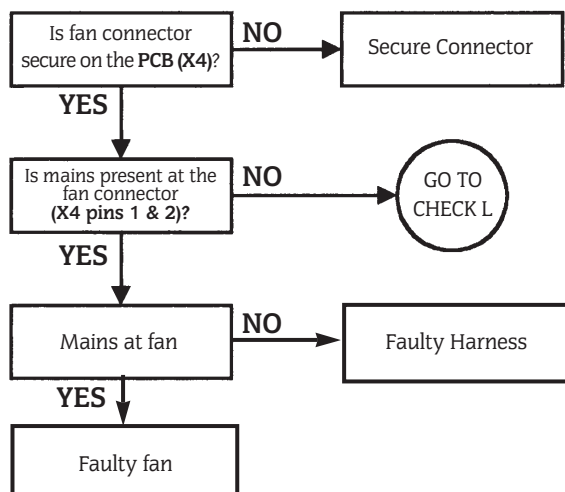 Is fan connector
secure on the PCB (X4)?
NO
Secure Connector
YES
Is mains present at the
fan connector
(X4 pins 1 & 2)?
NO
GO TO
CHECK L
YES
Mains at fan
NO
Faulty Harness
YES
Faulty fan